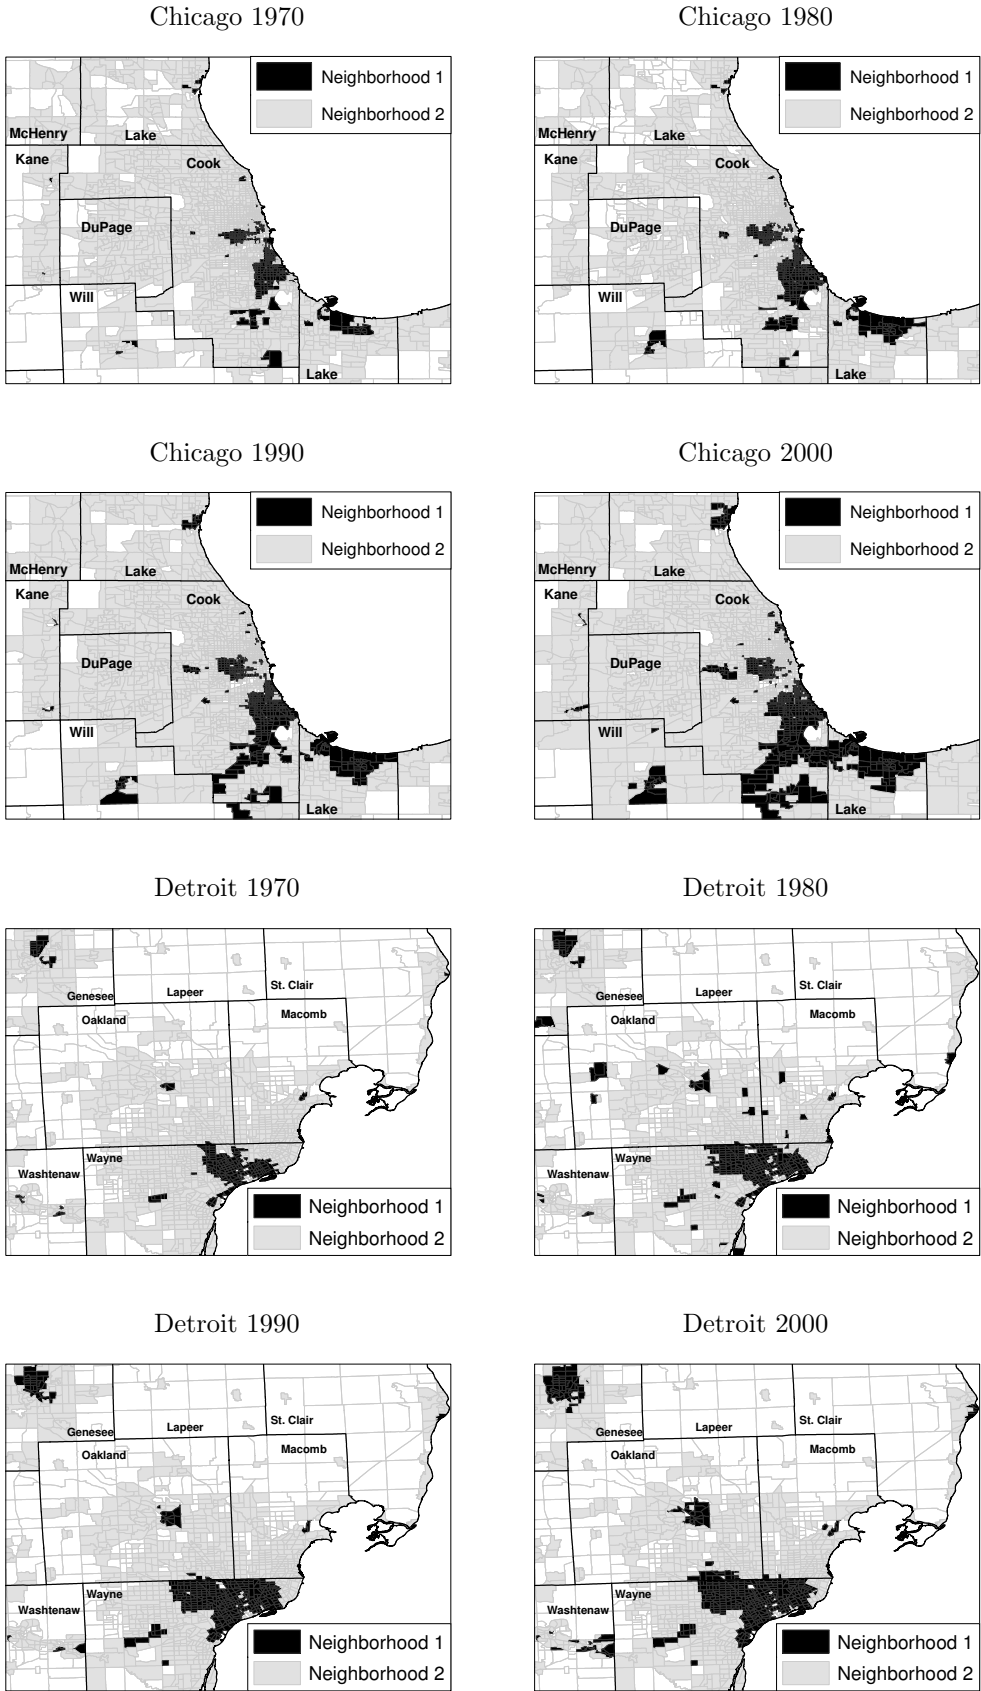 Chicago 1970
Neighborhood 1
Neighborhood 2
McHenry
Lake
Kane
Cook
DuPage
Will
Lake
Chicago 1980
Neighborhood 1
Neighborhood 2
McHenry
Lake
Kane
Cook
DuPage
Will
Lake
Chicago 1990
Neighborhood 1
Neighborhood 2
McHenry
Lake
Kane
Cook
DuPage
Will
Lake
Chicago 2000
Neighborhood 1
Neighborhood 2
McHenry
Lake
Kane
Cook
DuPage
Will
Lake
Detroit 1970
Genesee
Lapeer
St. Clair
Oakland
Macomb
Wayne
Washtenaw
Neighborhood 1
Neighborhood 2
Detroit 1980
Genesee
Lapeer
St. Clair
Oakland
Macomb
Wayne
Washtenaw
Neighborhood 1
Neighborhood 2
Detroit 1990
Genesee
Lapeer
St. Clair
Oakland
Macomb
Wayne
Washtenaw
Neighborhood 1
Neighborhood 2
Detroit 2000
Genesee
Lapeer
St. Clair
Oakland
Macomb
Wayne
Washtenaw
Neighborhood 1
Neighborhood 2